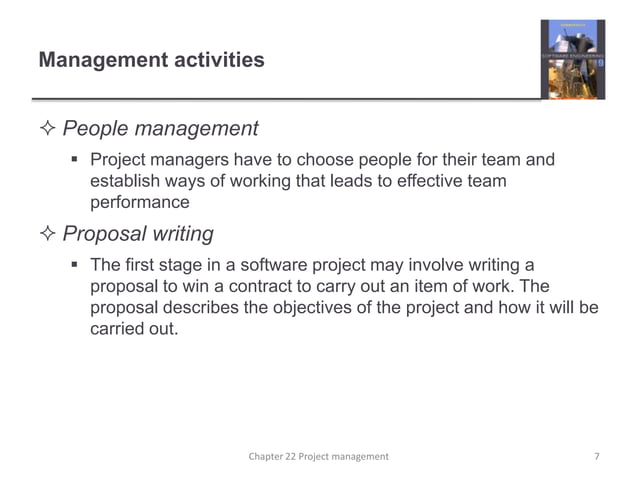 Management activities
SOFTWARE ENGINEERING
9
✧ People management
▪ Project managers have to choose people for their team and
establish ways of working that leads to effective team
performance
✧ Proposal writing
▪ The first stage in a software project may involve writing a
proposal to win a contract to carry out an item of work. The
proposal describes the objectives of the project and how it will be
carried out.
Chapter 22 Project management
7